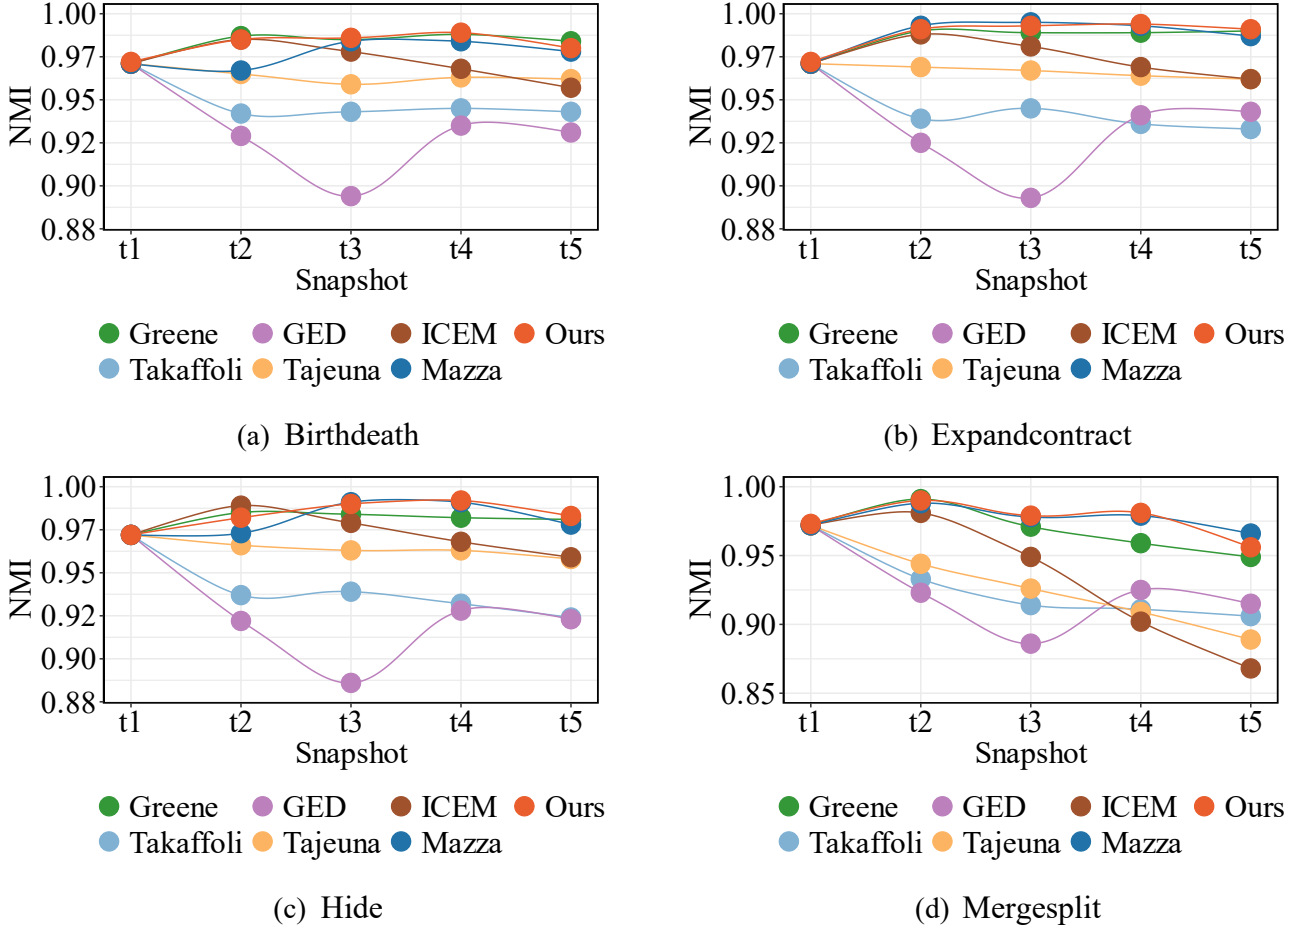 NMI
1.00
0.97
0.95
0.92
0.90
0.88
t1 t2 t3 t4 t5
Snapshot
Greene GED ICEM Ours
Takaffoli Tajeuna Mazza
(a) Birthdeath
NMI
1.00
0.97
0.95
0.92
0.90
0.88
t1 t2 t3 t4 t5
Snapshot
Greene GED ICEM Ours
Takaffoli Tajeuna Mazza
(b) Expandcontract
NMI
1.00
0.97
0.95
0.92
0.90
0.88
t1 t2 t3 t4 t5
Snapshot
Greene GED ICEM Ours
Takaffoli Tajeuna Mazza
(c) Hide
NMI
1.00
0.95
0.90
0.85
t1 t2 t3 t4 t5
Snapshot
Greene GED ICEM Ours
Takaffoli Tajeuna Mazza
(d) Mergesplit